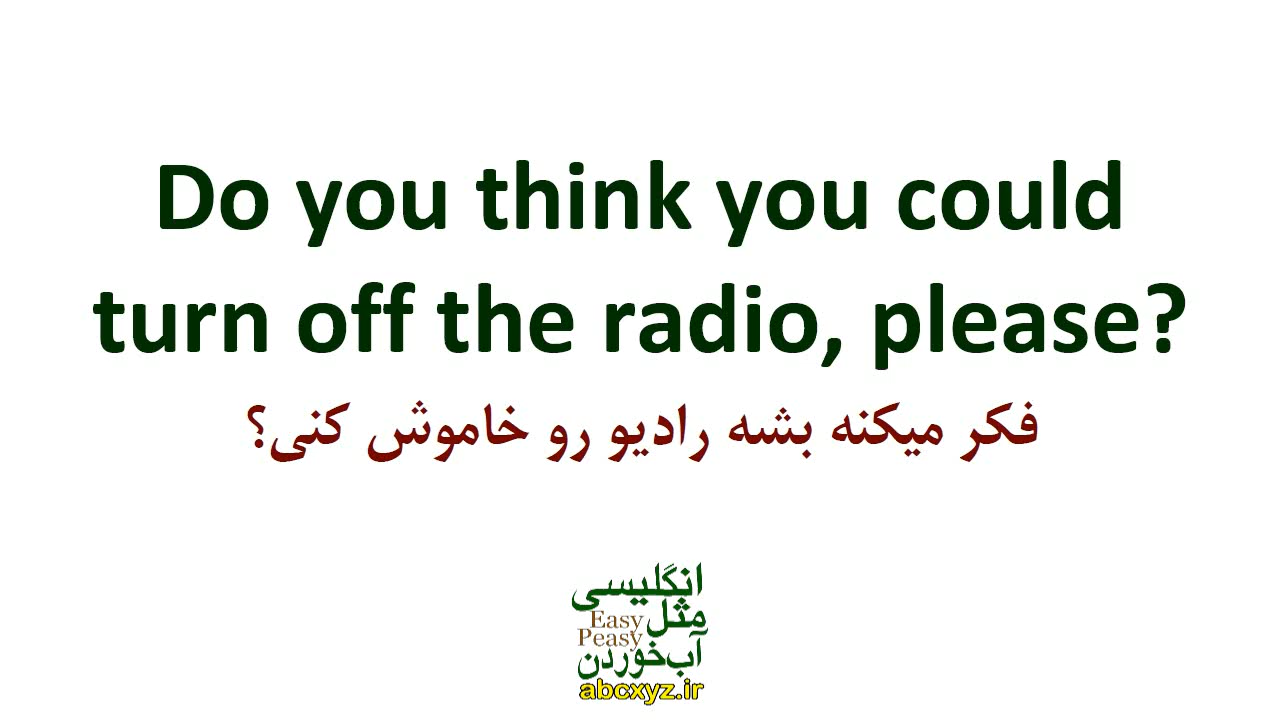 Do you think you could
turn off the radio, please?
فکر میکنه بشه رادیو رو خاموش کنی؟
انگلیسی
مثل
Easy
Peasy
آب‌خوردن
abcxyz.ir